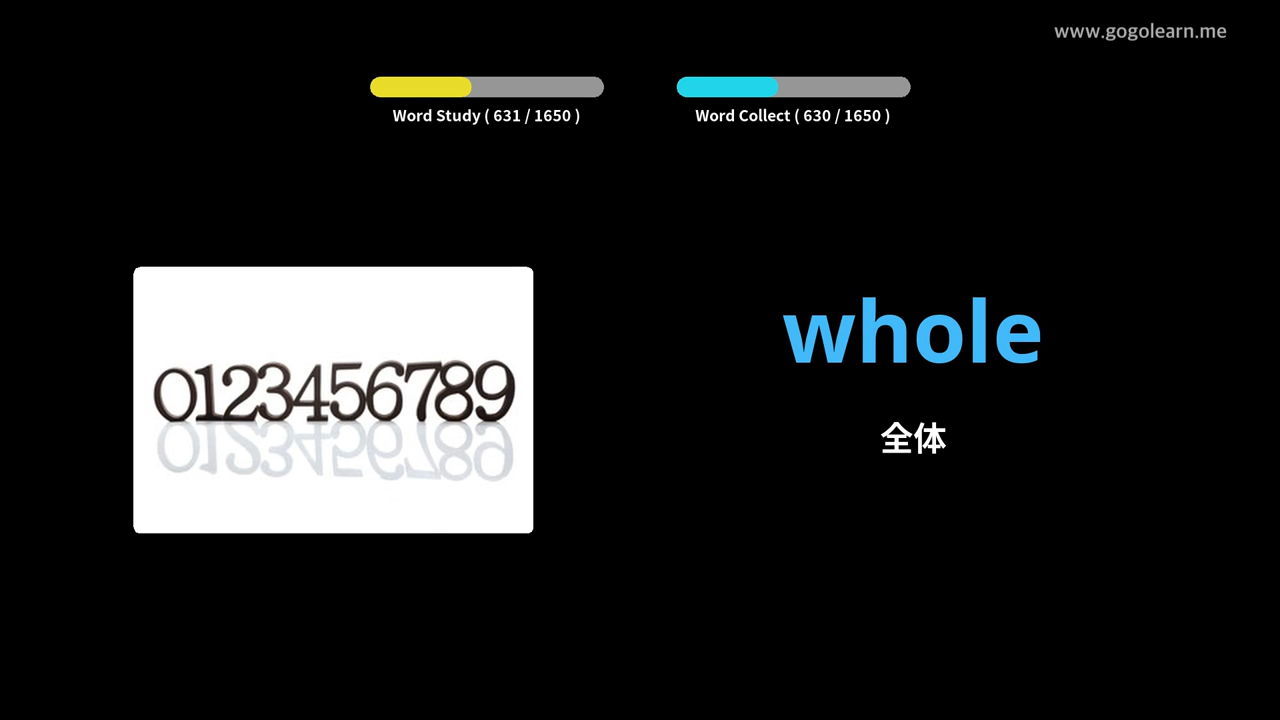 www.gogolearn.me
Word Study ( 631 / 1650 )
Word Collect ( 630 / 1650 )
0123456789
whole
全体